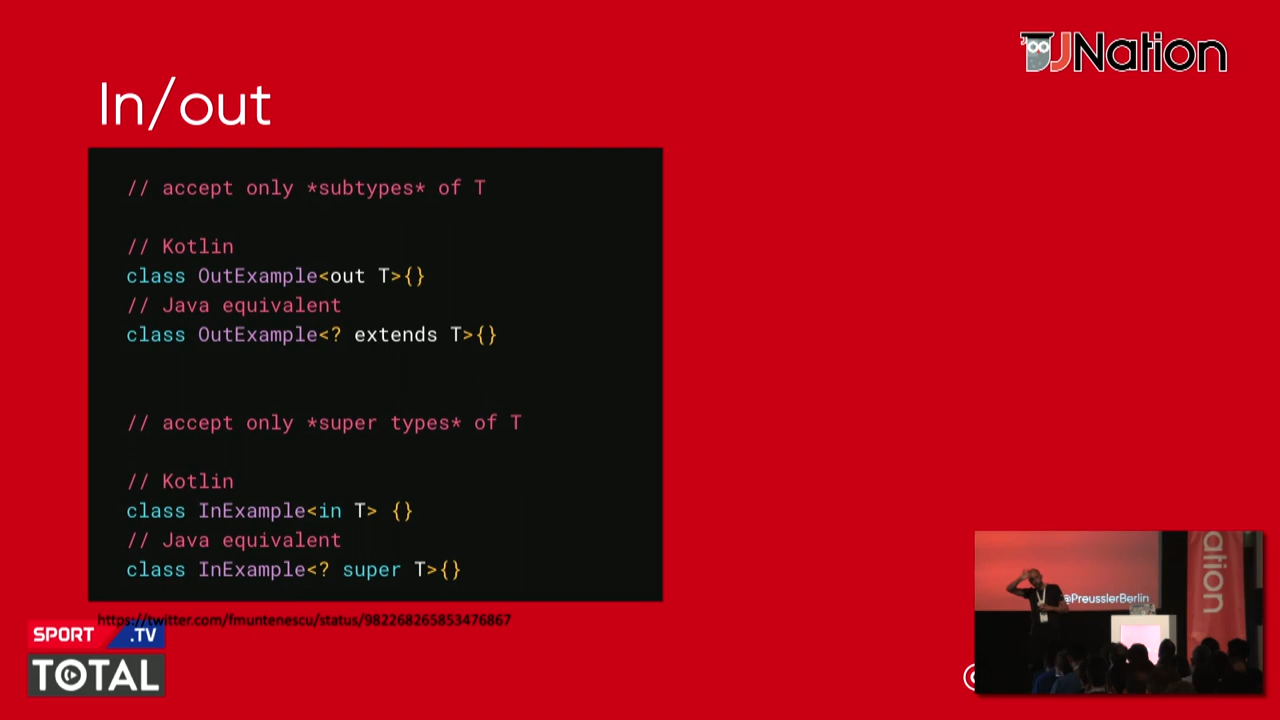 JNation
In/out
// accept only *subtypes* of T
// Kotlin
class OutExample<out T>{}
// Java equivalent
class OutExample<? extends T>{}
// accept only *super types* of T
// Kotlin
class InExample<in T> {}
// Java equivalent
class InExample<? super T>{}
https://twitter.com/fmuntenescu/status/982268265853476867
SPORT .TV
TOTAL
@PreusslerBerlin
ation